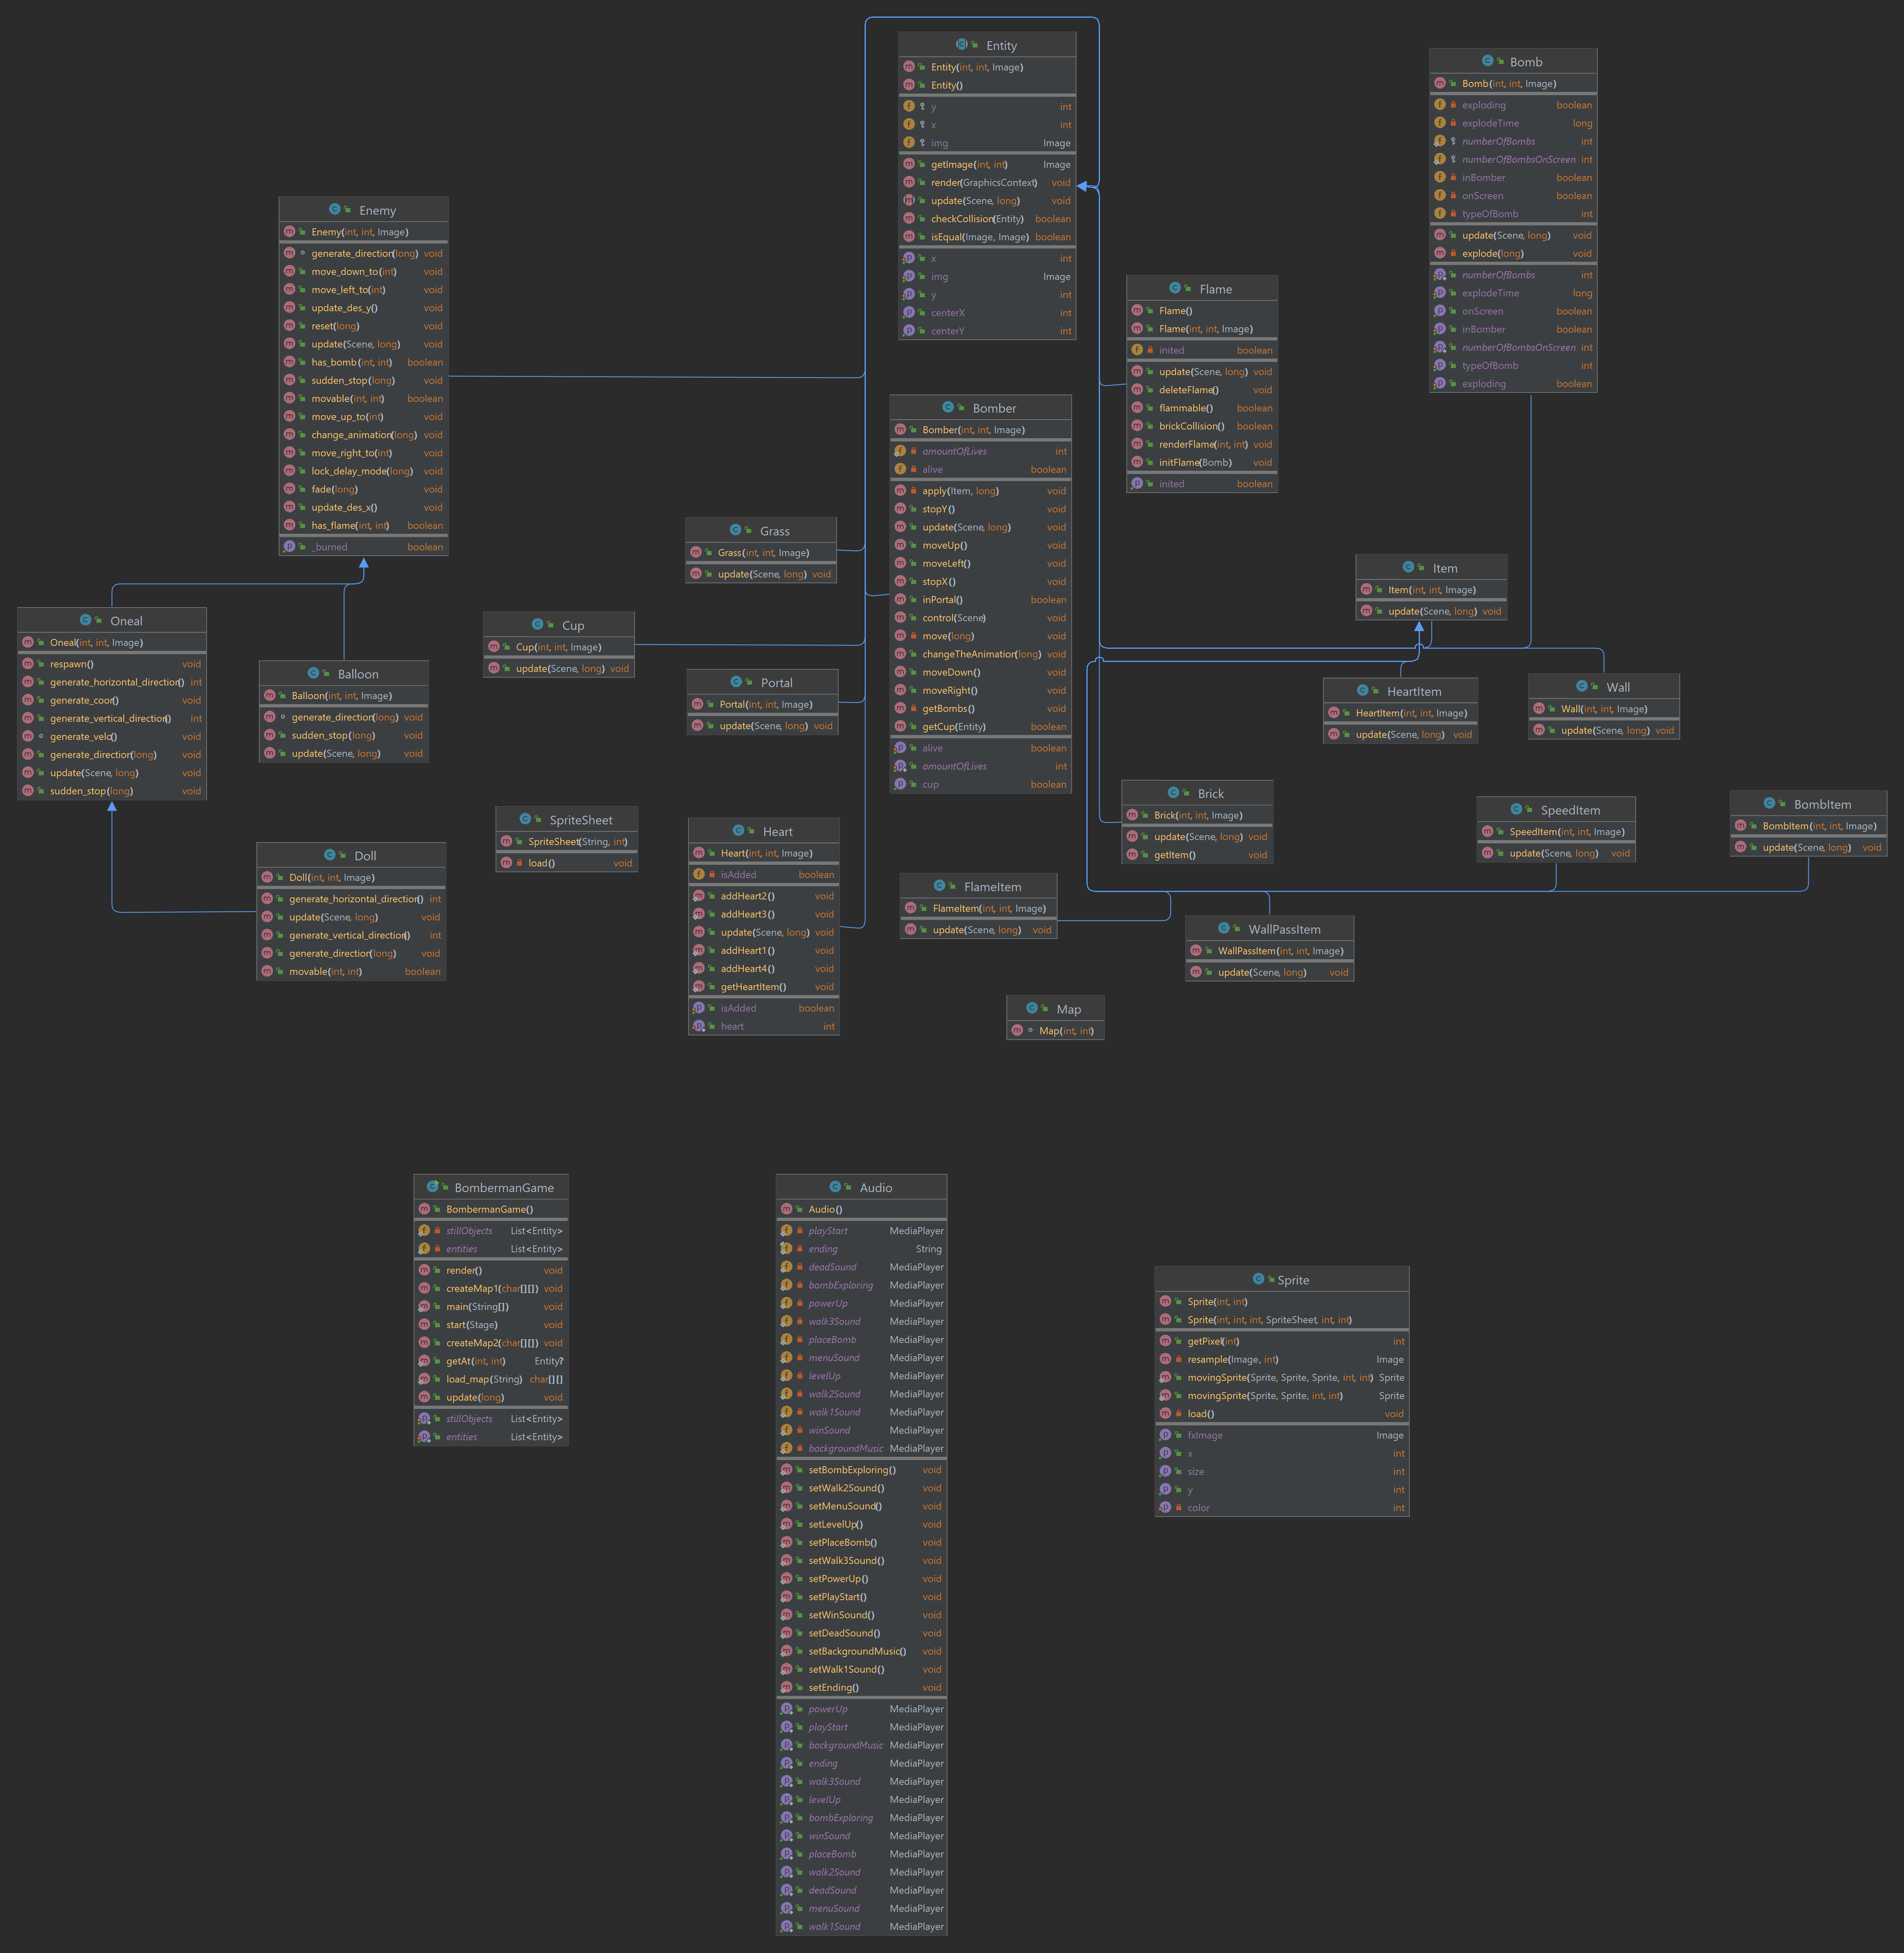 Entity
Entity(int, int, Image)
Entity()
y int
x int
img Image
getImage(int, int) Image
render(GraphicsContext) void
update(Scene, long) void
checkCollision(Entity) boolean
isEqual(Image, Image) boolean
x int
img Image
y int
centerX int
centerY int
Bomb
Bomb(int, int, Image)
exploding boolean
explodeTime long
numberOfBombs int
numberOfBombsOnScreen int
inBomber boolean
onScreen boolean
typeOfBomb int
update(Scene, long) void
explode(long) void
numberOfBombs int
explodeTime long
onScreen boolean
inBomber boolean
numberOfBombsOnScreen int
typeOfBomb int
exploding boolean
Enemy
Enemy(int, int, Image)
generate_direction(long) void
move_down_to(int) void
move_left_to(int) void
update_des_y() void
reset(long) void
update(Scene, long) void
has_bomb(int, int) boolean
sudden_stop(long) void
movable(int, int) boolean
move_up_to(int) void
change_animation(long) void
move_right_to(int) void
lock_delay_mode(long) void
fade(long) void
update_des_x() void
has_flame(int, int) boolean
_burned boolean
Flame
Flame()
Flame(int, int, Image)
inited boolean
update(Scene, long) void
deleteFlame() void
flammable() boolean
brickCollision() boolean
renderFlame(int, int) void
initFlame(Bomb) void
inited boolean
Bomber
Bomber(int, int, Image)
amountOfLives int
alive boolean
apply(Item, long) void
stopY() void
update(Scene, long) void
moveUp() void
moveLeft() void
stopX() void
inPortal() boolean
control(Scene) void
move(long) void
changeTheAnimation(long) void
moveDown() void
moveRight() void
getBombs() void
getCup(Entity) boolean
alive boolean
amountOfLives int
cup boolean
Grass
Grass(int, int, Image)
update(Scene, long) void
Item
Item(int, int, Image)
update(Scene, long) void
Oneal
Oneal(int, int, Image)
respawn() void
generate_horizontal_direction() int
generate_coor() void
generate_vertical_direction() int
generate_velc() void
generate_direction(long) void
update(Scene, long) void
sudden_stop(long) void
Cup
Cup(int, int, Image)
update(Scene, long) void
Balloon
Balloon(int, int, Image)
generate_direction(long) void
sudden_stop(long) void
update(Scene, long) void
Portal
Portal(int, int, Image)
update(Scene, long) void
HeartItem
HeartItem(int, int, Image)
update(Scene, long) void
Wall
Wall(int, int, Image)
update(Scene, long) void
Brick
Brick(int, int, Image)
update(Scene, long) void
getItem() void
SpeedItem
SpeedItem(int, int, Image)
update(Scene, long) void
BombItem
BombItem(int, int, Image)
update(Scene, long) void
SpriteSheet
SpriteSheet(String, int)
load() void
Heart
Heart(int, int, Image)
isAdded boolean
addHeart2() void
addHeart3() void
update(Scene, long) void
addHeart1() void
addHeart4() void
getHeartItem() void
isAdded boolean
heart int
Doll
Doll(int, int, Image)
generate_horizontal_direction() int
update(Scene, long) void
generate_vertical_direction() int
generate_direction(long) void
movable(int, int) boolean
FlameItem
FlameItem(int, int, Image)
update(Scene, long) void
WallPassItem
WallPassItem(int, int, Image)
update(Scene, long) void
Map
Map(int, int)
BombermanGame
BombermanGame()
stillObjects List<Entity>
entities List<Entity>
render() void
createMap1(char[][]) void
main(String[]) void
start(Stage) void
createMap2(char[][]) void
getAt(int, int) Entity?
load_map(String) char[][]
update(long) void
stillObjects List<Entity>
entities List<Entity>
Audio
Audio()
playStart MediaPlayer
ending String
deadSound MediaPlayer
bombExploring MediaPlayer
powerUp MediaPlayer
walk3Sound MediaPlayer
placeBomb MediaPlayer
menuSound MediaPlayer
levelUp MediaPlayer
walk2Sound MediaPlayer
walk1Sound MediaPlayer
winSound MediaPlayer
backgroundMusic MediaPlayer
setBombExploring() void
setWalk2Sound() void
setMenuSound() void
setLevelUp() void
setPlaceBomb() void
setWalk3Sound() void
setPowerUp() void
setPlayStart() void
setWinSound() void
setDeadSound() void
setBackgroundMusic() void
setWalk1Sound() void
setEnding() void
powerUp MediaPlayer
playStart MediaPlayer
backgroundMusic MediaPlayer
ending MediaPlayer
walk3Sound MediaPlayer
levelUp MediaPlayer
bombExploring MediaPlayer
winSound MediaPlayer
placeBomb MediaPlayer
walk2Sound MediaPlayer
deadSound MediaPlayer
menuSound MediaPlayer
walk1Sound MediaPlayer
Sprite
Sprite(int, int)
Sprite(int, int, int, SpriteSheet, int, int)
getPixel(int) int
resample(Image, int) Image
movingSprite(Sprite, Sprite, Sprite, int, int) Sprite
movingSprite(Sprite, Sprite, int, int) Sprite
load() void
fxImage Image
x int
size int
y int
color int